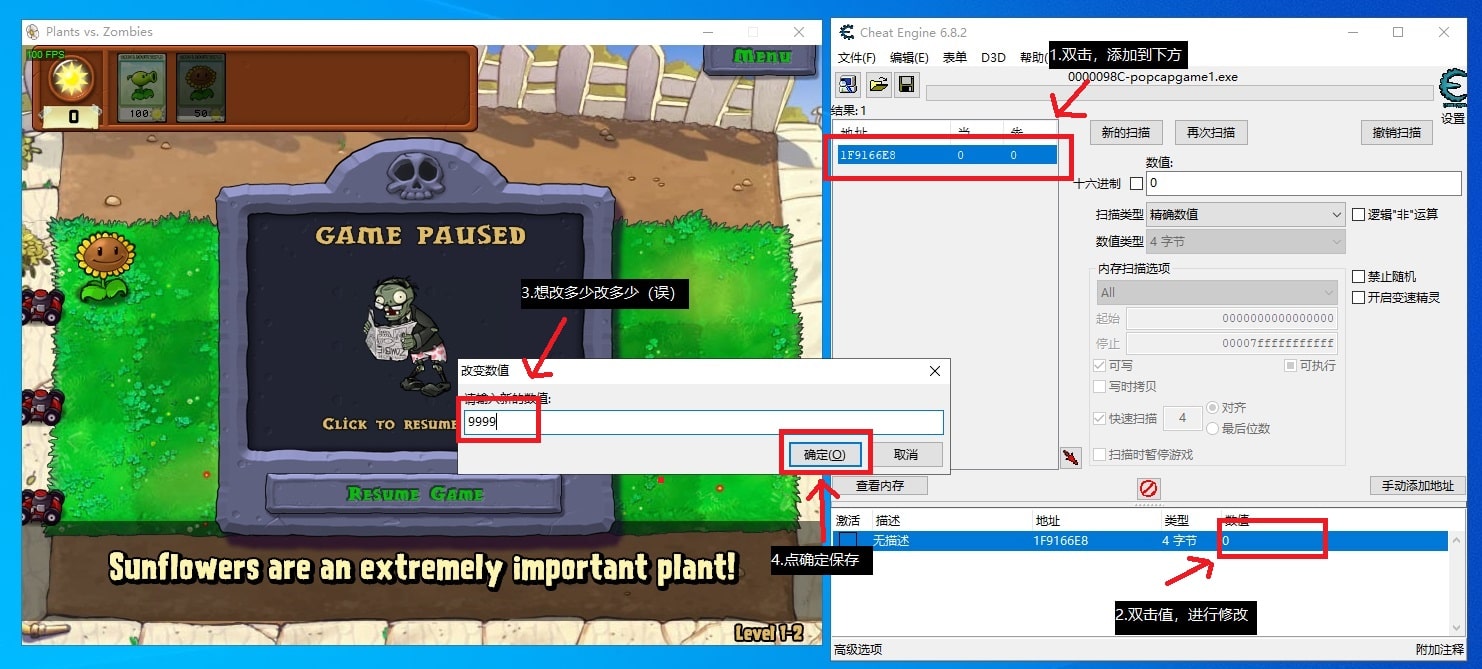 Plants vs. Zombies
100 FPS
0
100
50
Menu
GAME PAUSED
CLICK TO RESUME
RESUME GAME
Sunflowers are an extremely important plant!
Level 1-2
Cheat Engine 6.8.2
文件(F) 编辑(E) 表单 D3D 帮助(
1.双击，添加到下方
0000098C-popcapgame1.exe
结果: 1
设置
1F9166E8 0 0
新的扫描 再次扫描 撤销扫描
数值:
十六进制 0
扫描类型 精确数值 逻辑"非"运算
数值类型 4 字节
内存扫描选项
All
禁止随机
开启变速精灵
起始 0000000000000000
停止 00007fffffffffff
可写 可执行
写时拷贝
快速扫描 4 对齐
最后位数
扫描时暂停游戏
3.想改多少改多少（误）
改变数值
请输入新的数值:
9999
确定(O) 取消
查看内存 手动添加地址
激活 描述 地址 类型 数值
无描述 1F9166E8 4 字节 0
4.点确定保存
2.双击值，进行修改
高级选项 附加注释